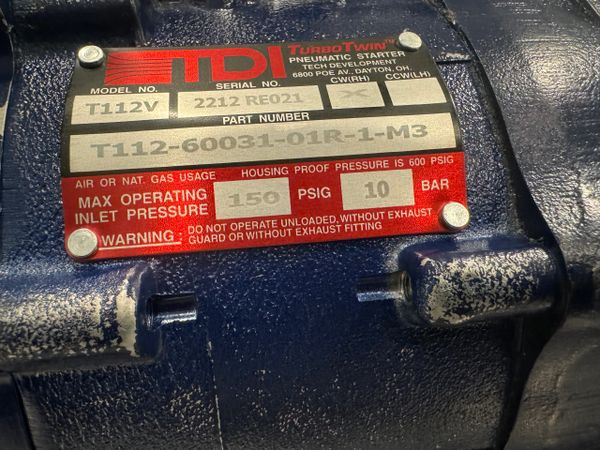 TDI TURBOTWIN™
PNEUMATIC STARTER
TECH DEVELOPMENT
6800 POE AV., DAYTON, OH.
MODEL NO. SERIAL NO. CW(RH) CCW(LH)
T112V 2212 RE021 X
PART NUMBER
T112-60031-01R-1-M3
AIR OR NAT. GAS USAGE HOUSING PROOF PRESSURE IS 600 PSIG
MAX OPERATING
INLET PRESSURE 150 PSIG 10 BAR
WARNING: DO NOT OPERATE UNLOADED, WITHOUT EXHAUST
GUARD OR WITHOUT EXHAUST FITTING